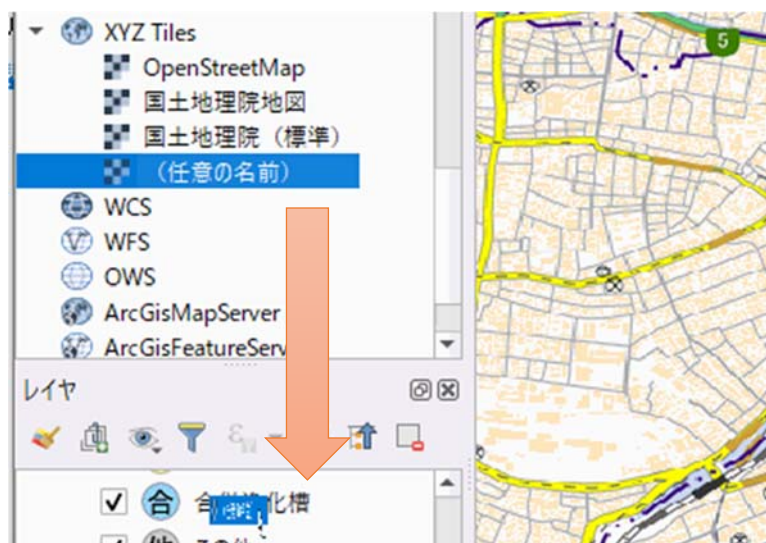 XYZ Tiles
OpenStreetMap
国土地理院地図
国土地理院（標準）
（任意の名前）
WCS
WFS
OWS
ArcGisMapServer
ArcGisFeatureServ
5
レイヤ
合